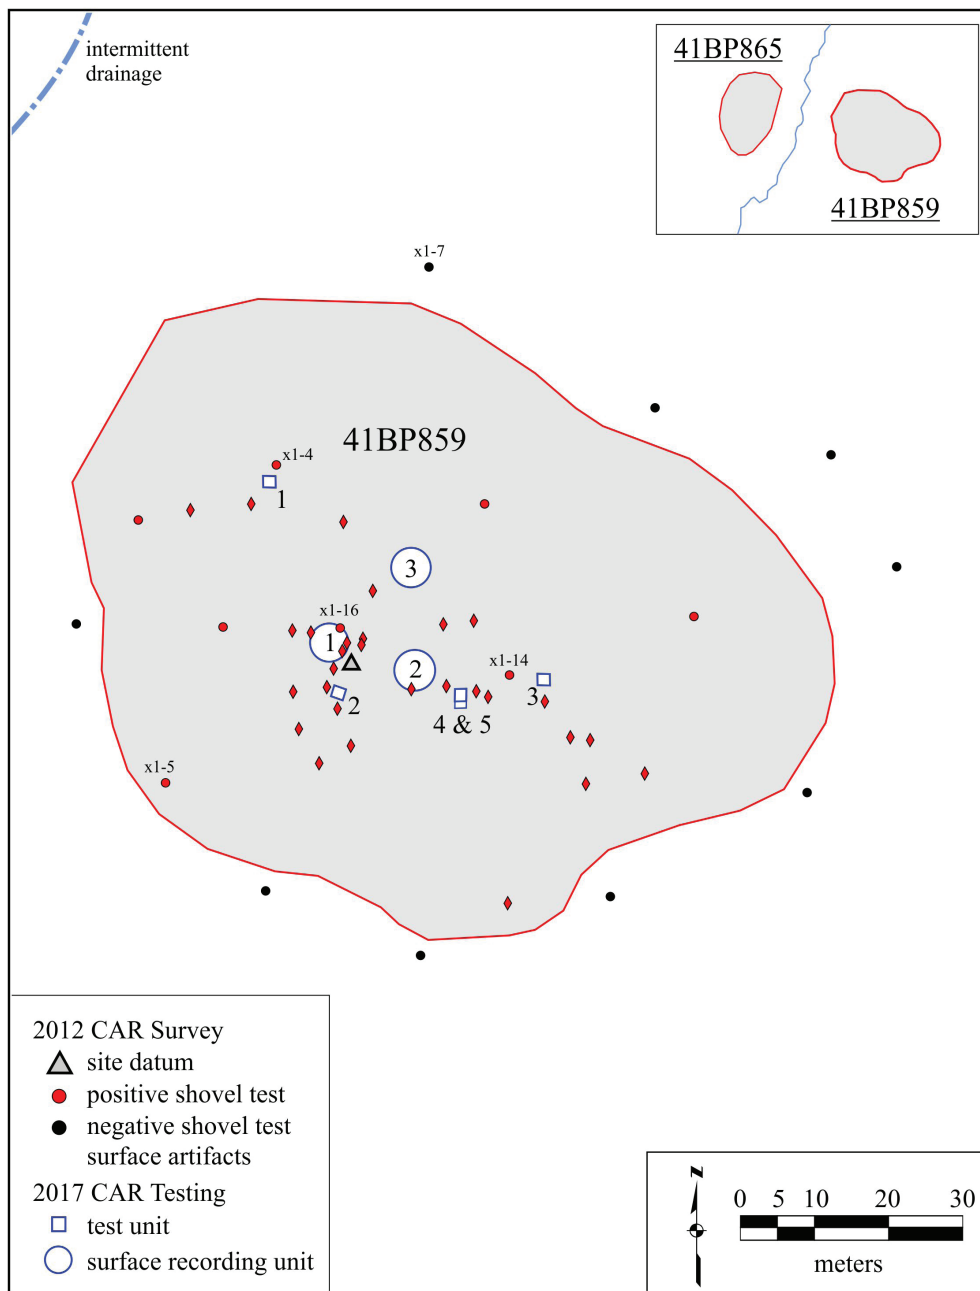 intermittent
drainage
41BP865
41BP859
x1-7
41BP859
x1-4
1
3
x1-16
1
2
x1-14
3
2
4 & 5
x1-5
2012 CAR Survey
site datum
positive shovel test
negative shovel test
surface artifacts
2017 CAR Testing
test unit
surface recording unit
N
0 5 10 20 30
meters